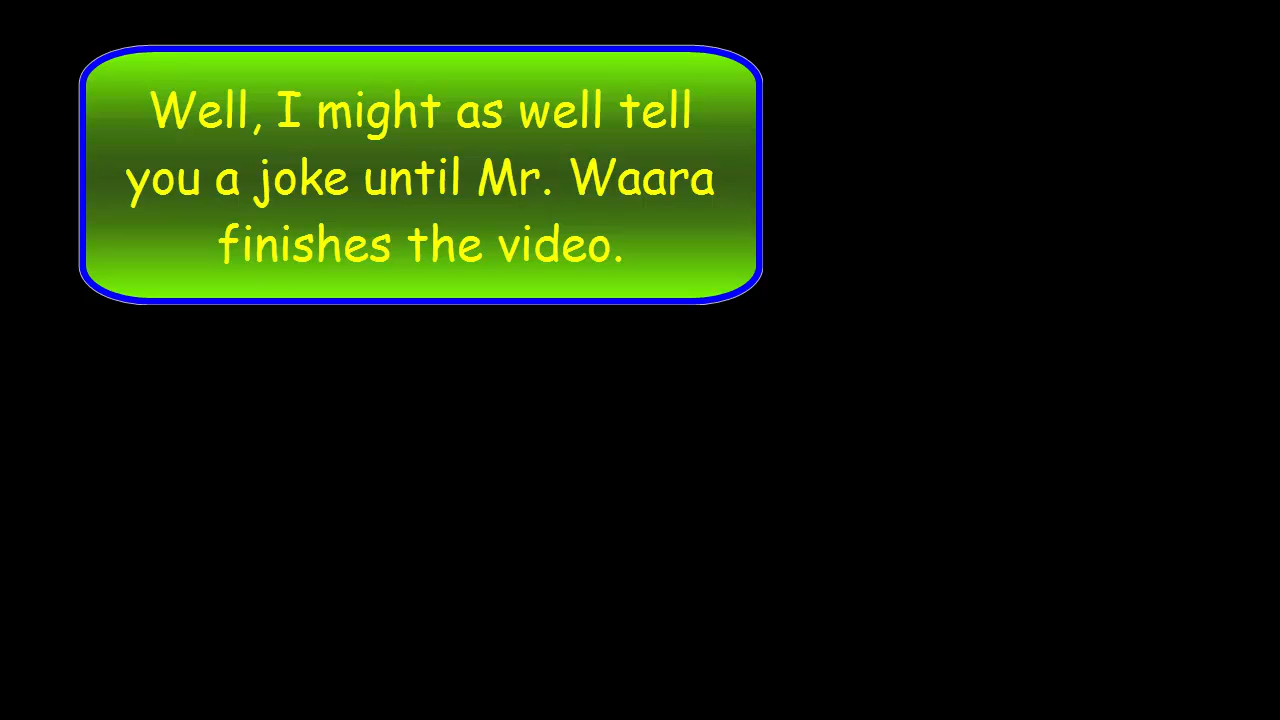 Well, I might as well tell
you a joke until Mr. Waara
finishes the video.